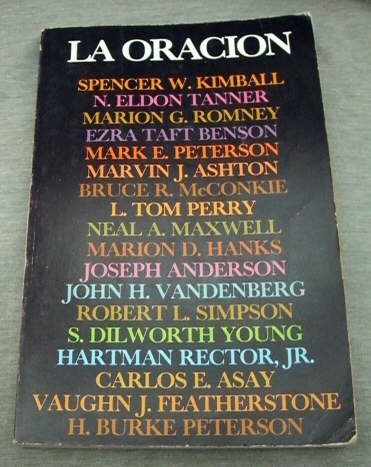 LA ORACION
SPENCER W. KIMBALL
N. ELDON TANNER
MARION G. ROMNEY
EZRA TAFT BENSON
MARK E. PETERSON
MARVIN J. ASHTON
BRUCE R. McCONKIE
L. TOM PERRY
NEAL A. MAXWELL
MARION D. HANKS
JOSEPH ANDERSON
JOHN H. VANDENBERG
ROBERT L. SIMPSON
S. DILWORTH YOUNG
HARTMAN RECTOR, JR.
CARLOS E. ASAY
VAUGHN J. FEATHERSTONE
H. BURKE PETERSON